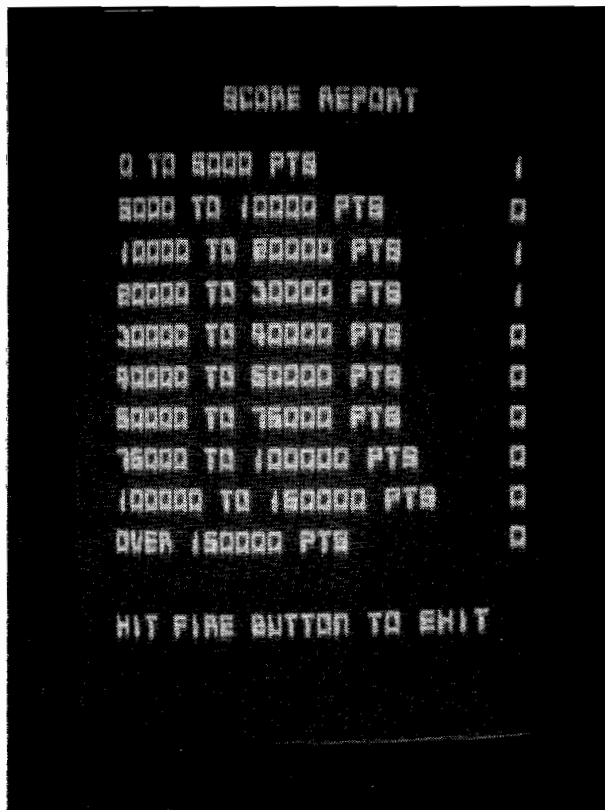 SCORE REPORT
0 TO 5000 PTS 1
5000 TO 10000 PTS 0
10000 TO 20000 PTS 1
20000 TO 30000 PTS 1
30000 TO 40000 PTS 0
40000 TO 50000 PTS 0
50000 TO 75000 PTS 0
75000 TO 100000 PTS 0
100000 TO 150000 PTS 0
OVER 150000 PTS 0
HIT FIRE BUTTON TO EXIT